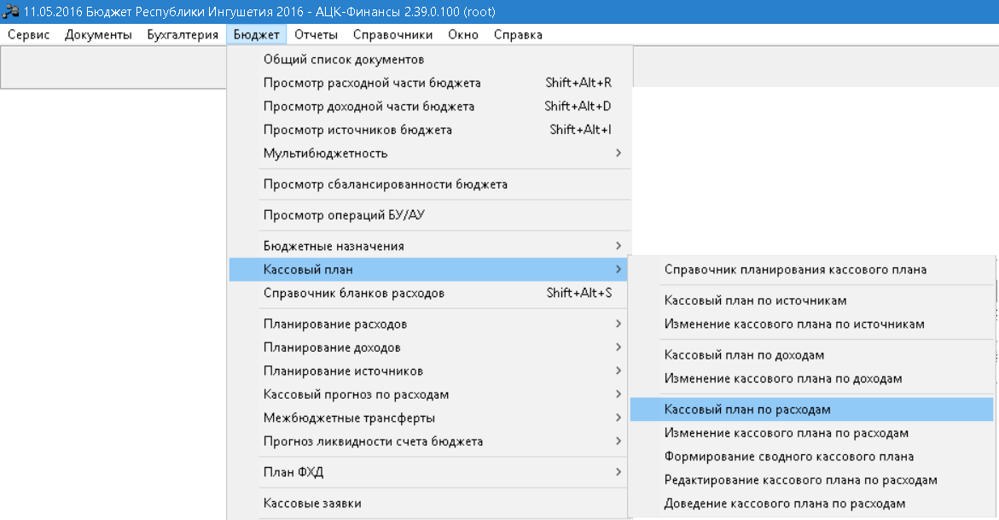 11.05.2016 Бюджет Республики Ингушетия 2016 - АЦК-Финансы 2.39.0.100 (root)
Сервис Документы Бухгалтерия Бюджет Отчеты Справочники Окно Справка
Общий список документов
Просмотр расходной части бюджета Shift+Alt+R
Просмотр доходной части бюджета Shift+Alt+D
Просмотр источников бюджета Shift+Alt+I
Мультибюджетность
Просмотр сбалансированности бюджета
Просмотр операций БУ/АУ
Бюджетные назначения
Кассовый план
Справочник бланков расходов Shift+Alt+S
Планирование расходов
Планирование доходов
Планирование источников
Кассовый прогноз по расходам
Межбюджетные трансферты
Прогноз ликвидности счета бюджета
План ФХД
Кассовые заявки
Справочник планирования кассового плана
Кассовый план по источникам
Изменение кассового плана по источникам
Кассовый план по доходам
Изменение кассового плана по доходам
Кассовый план по расходам
Изменение кассового плана по расходам
Формирование сводного кассового плана
Редактирование кассового плана по расходам
Доведение кассового плана по расходам